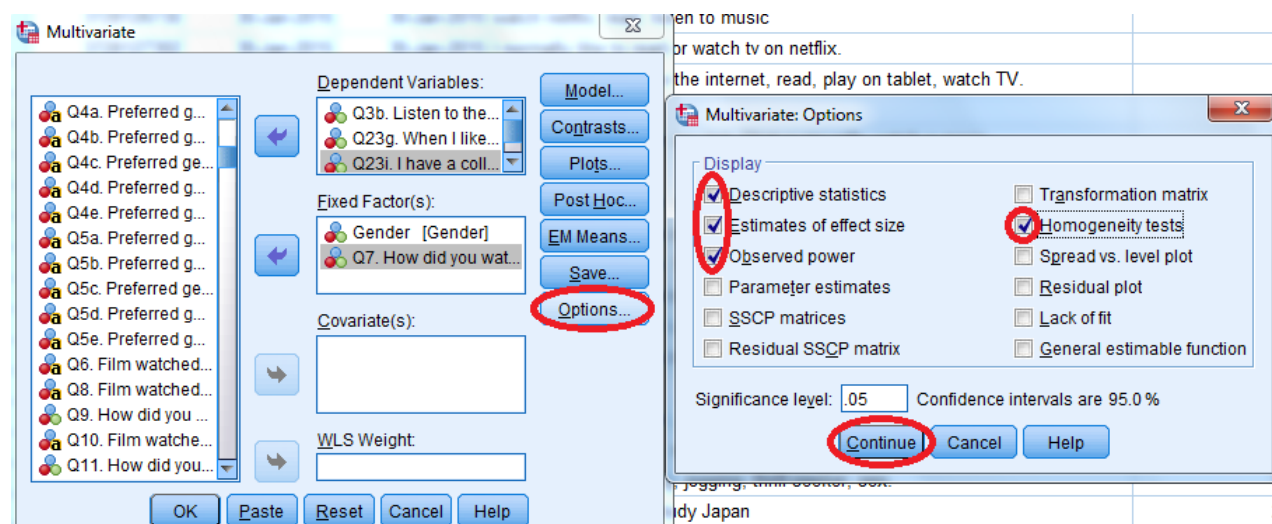 Multivariate
Dependent Variables:
Q3b. Listen to the...
Q23g. When I like...
Q23i. I have a coll...
Fixed Factor(s):
Gender [Gender]
Q7. How did you wat...
Covariate(s):
WLS Weight:
Q4a. Preferred g...
Q4b. Preferred g...
Q4c. Preferred ge...
Q4d. Preferred g...
Q4e. Preferred g...
Q5a. Preferred g...
Q5b. Preferred g...
Q5c. Preferred ge...
Q5d. Preferred g...
Q5e. Preferred g...
Q6. Film watched...
Q8. Film watched...
Q9. How did you ...
Q10. Film watche...
Q11. How did you...
Model...
Contrasts...
Plots...
Post Hoc...
EM Means...
Save...
Options...
OK Paste Reset Cancel Help
en to music
or watch tv on netflix.
the internet, read, play on tablet, watch TV.
Multivariate: Options
Display
Descriptive statistics
Estimates of effect size
Observed power
Parameter estimates
SSCP matrices
Residual SSCP matrix
Transformation matrix
Homogeneity tests
Spread vs. level plot
Residual plot
Lack of fit
General estimable function
Significance level: .05 Confidence intervals are 95.0 %
Continue Cancel Help
dy Japan